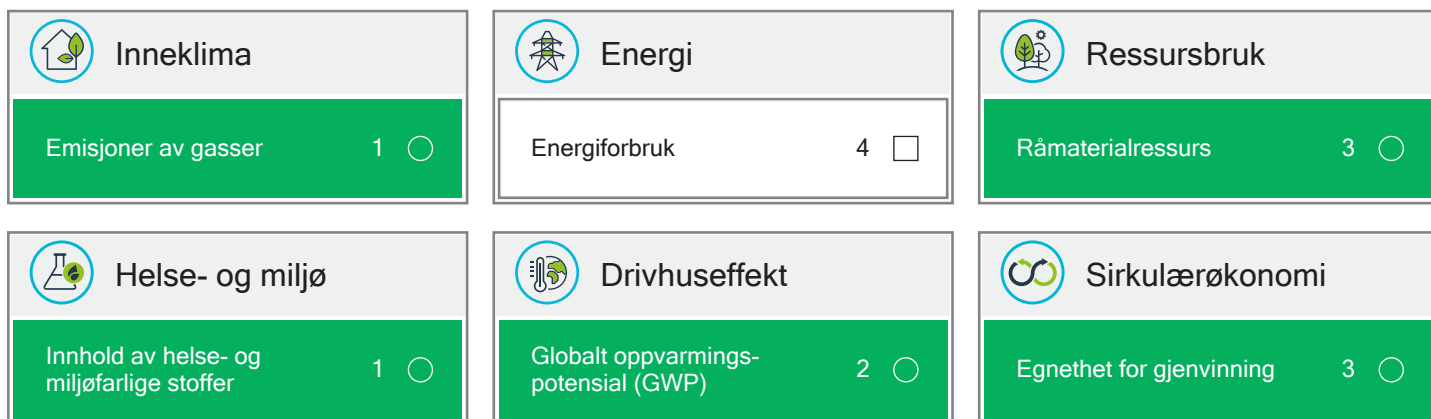 Inneklima
Emisjoner av gasser 1
Energi
Energiforbruk 4
Ressursbruk
Råmaterialressurs 3
Helse- og miljø
Innhold av helse- og
miljøfarlige stoffer 1
Drivhuseffekt
Globalt oppvarmings-
potensial (GWP) 2
Sirkulærøkonomi
Egnethet for gjenvinning 3